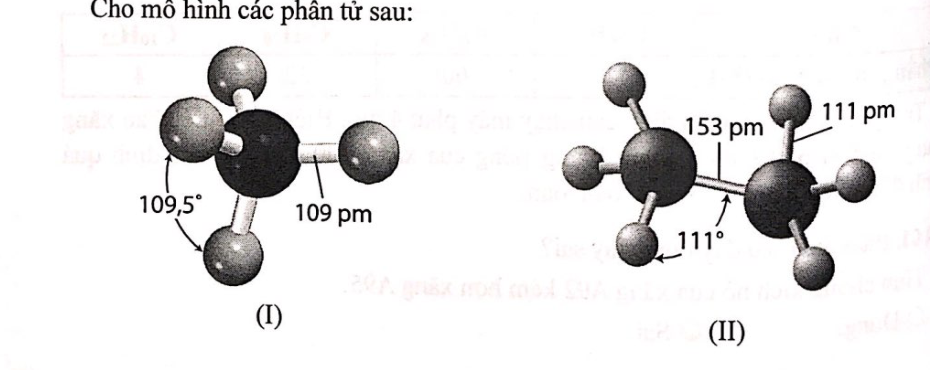 Cho mô hình các phân tử sau:
109,5°
109 pm
(I)
153 pm
111 pm
111°
(II)